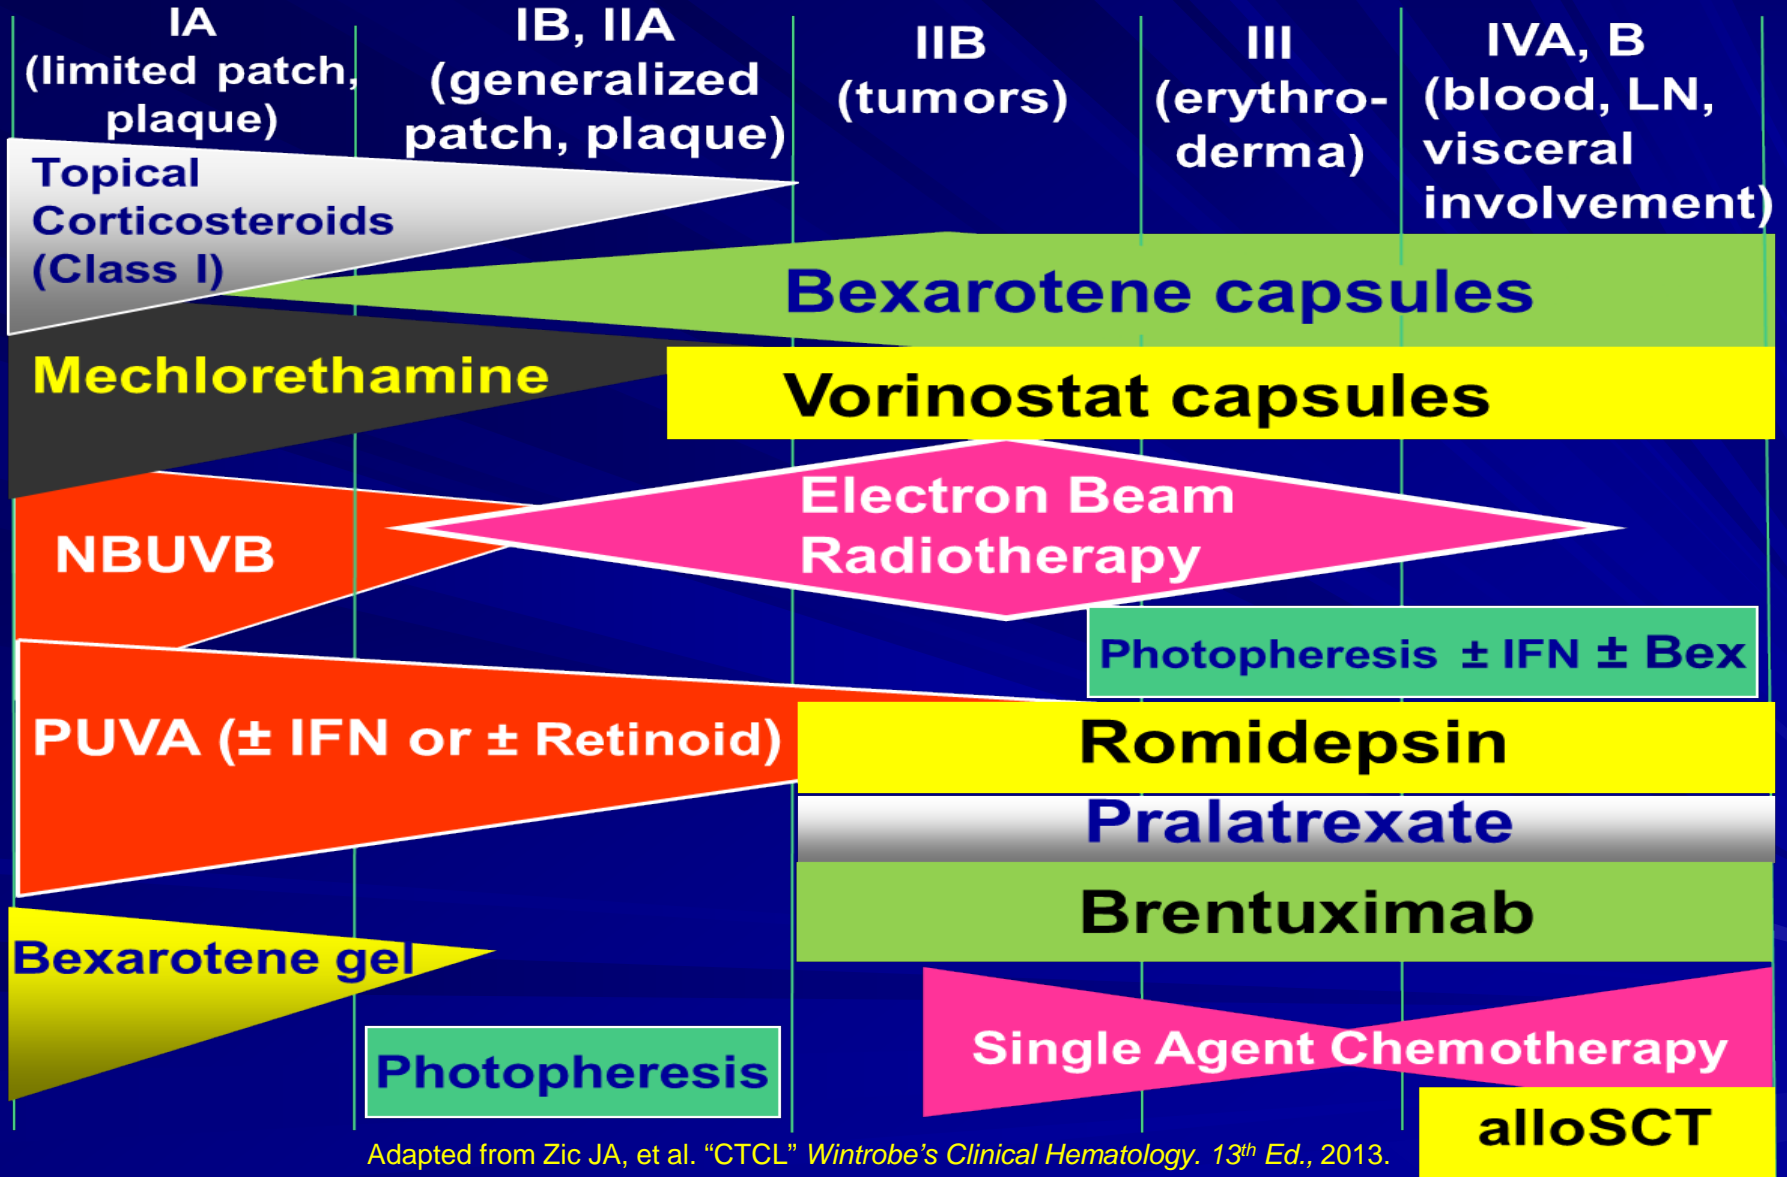 IA
(limited patch,
plaque)
IB, IIA
(generalized
patch, plaque)
IIB
(tumors)
III
(erythro-
derma)
IVA, B
(blood, LN,
visceral
involvement)
Topical
Corticosteroids
(Class I)
Bexarotene capsules
Mechlorethamine
Vorinostat capsules
Electron Beam
Radiotherapy
NBUVB
Photopheresis ± IFN ± Bex
PUVA (± IFN or ± Retinoid)
Romidepsin
Pralatrexate
Brentuximab
Bexarotene gel
Single Agent Chemotherapy
Photopheresis
alloSCT
Adapted from Zic JA, et al. “CTCL” Wintrobe’s Clinical Hematology. 13th Ed., 2013.